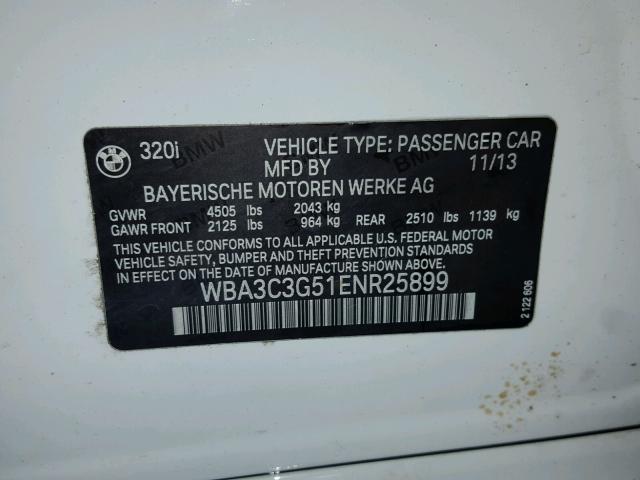 BMW 320i VEHICLE TYPE: PASSENGER CAR
MFD BY 11/13
BAYERISCHE MOTOREN WERKE AG
GVWR 4505 lbs 2043 kg
GAWR FRONT 2125 lbs 964 kg REAR 2510 lbs 1139 kg
THIS VEHICLE CONFORMS TO ALL APPLICABLE U.S. FEDERAL MOTOR
VEHICLE SAFETY, BUMPER AND THEFT PREVENTION STANDARDS
IN EFFECT ON THE DATE OF MANUFACTURE SHOWN ABOVE.
WBA3C3G51ENR25899
2 122 606